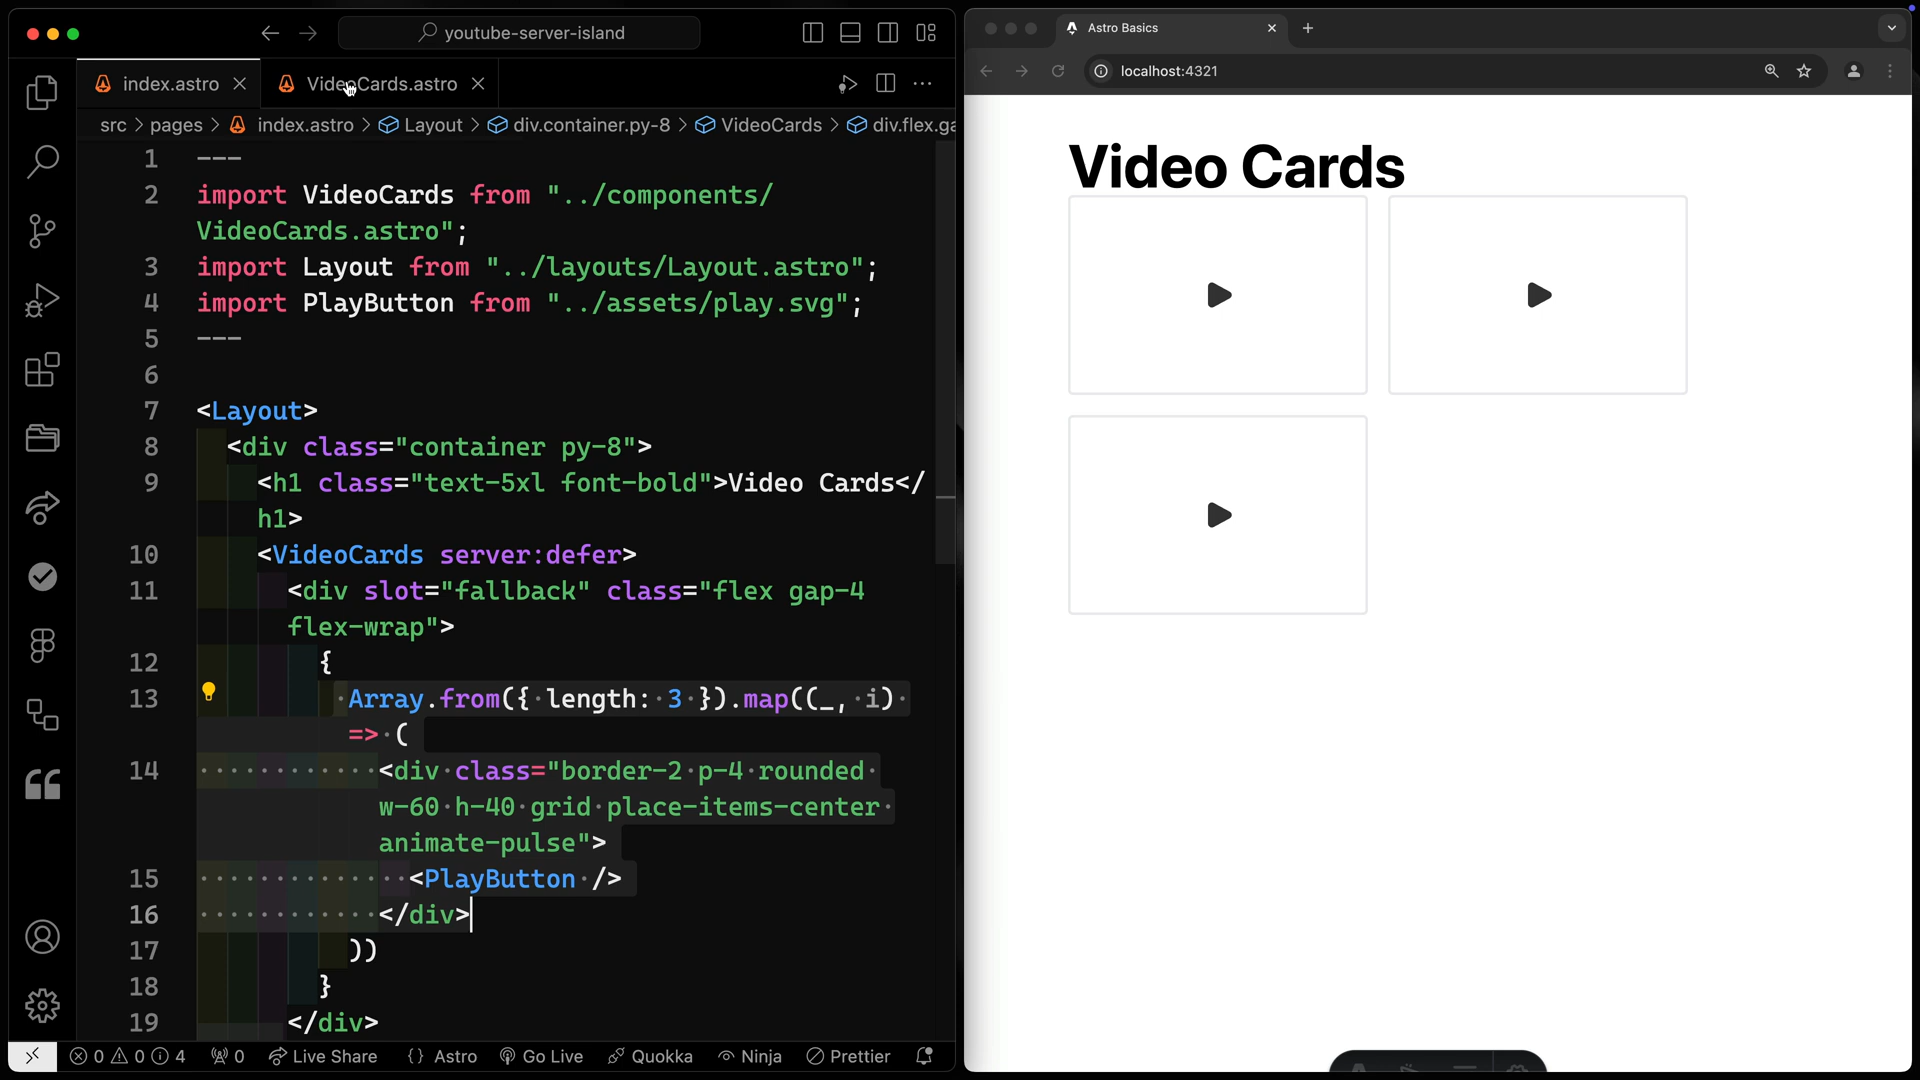 youtube-server-island
index.astro
VideoCards.astro
src > pages > index.astro > Layout > div.container.py-8 > VideoCards > div.flex.ga
1 ---
2 import VideoCards from "../components/
VideoCards.astro";
3 import Layout from "../layouts/Layout.astro";
4 import PlayButton from "../assets/play.svg";
5 ---
6
7 <Layout>
8 <div class="container py-8">
9 <h1 class="text-5xl font-bold">Video Cards</
h1>
10 <VideoCards server:defer>
11 <div slot="fallback" class="flex gap-4
flex-wrap">
12 {
13 Array.from({ length: 3 }).map((_, i)
=> (
14 <div class="border-2 p-4 rounded
w-60 h-40 grid place-items-center
animate-pulse">
15 <PlayButton />
16 </div>
17 ))
18 }
19 </div>
0 0 4 0 Live Share {} Astro Go Live Quokka Ninja Prettier
Astro Basics
localhost:4321
Video Cards